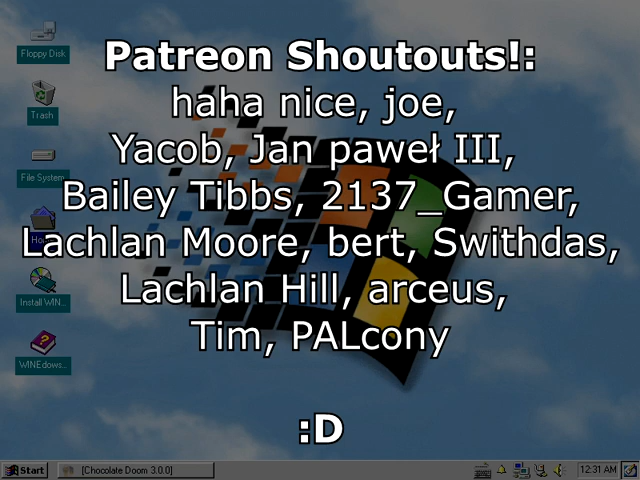 Patreon Shoutouts!:
haha nice, joe,
Yacob, Jan paweł III,
Bailey Tibbs, 2137_Gamer,
Lachlan Moore, bert, Swithdas,
Lachlan Hill, arceus,
Tim, PALcony
:D
Floppy Disk
Trash
File System
Install WIN...
WINEdows...
Start
[Chocolate Doom 3.0.0]
12:31 AM